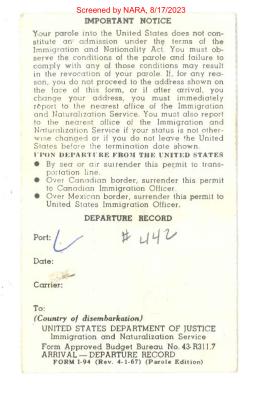 Screened by NARA, 8/17/2023
IMPORTANT NOTICE
Your parole into the United States does not con-
stitute an admission under the terms of the
Immigration and Nationality Act. You must ob-
serve the conditions of the parole and failure to
comply with any of those conditions may result
in the revocation of your parole. If, for any rea-
son, you do not proceed to the address shown on
the face of this form, or if after arrival, you
change your address, you must immediately
report to the nearest office of the Immigration
and Naturalization Service. You must also report
to the nearest office of the Immigration and
Naturalization Service if your status is not other-
wise changed or if you do not leave the United
States before the termination date shown.
UPON DEPARTURE FROM THE UNITED STATES
● By sea or air surrender this permit to trans-
portation line.
● Over Canadian border, surrender this permit
to Canadian Immigration Officer.
● Over Mexican border, surrender this permit to
United States Immigration Officer.
DEPARTURE RECORD
Port: #442
Date:
Carrier:
To:
(Country of disembarkation)
UNITED STATES DEPARTMENT OF JUSTICE
Immigration and Naturalization Service
Form Approved Budget Bureau No. 43-R311.7
ARRIVAL—DEPARTURE RECORD
FORM I-94 (Rev. 4-1-67) (Parole Edition)